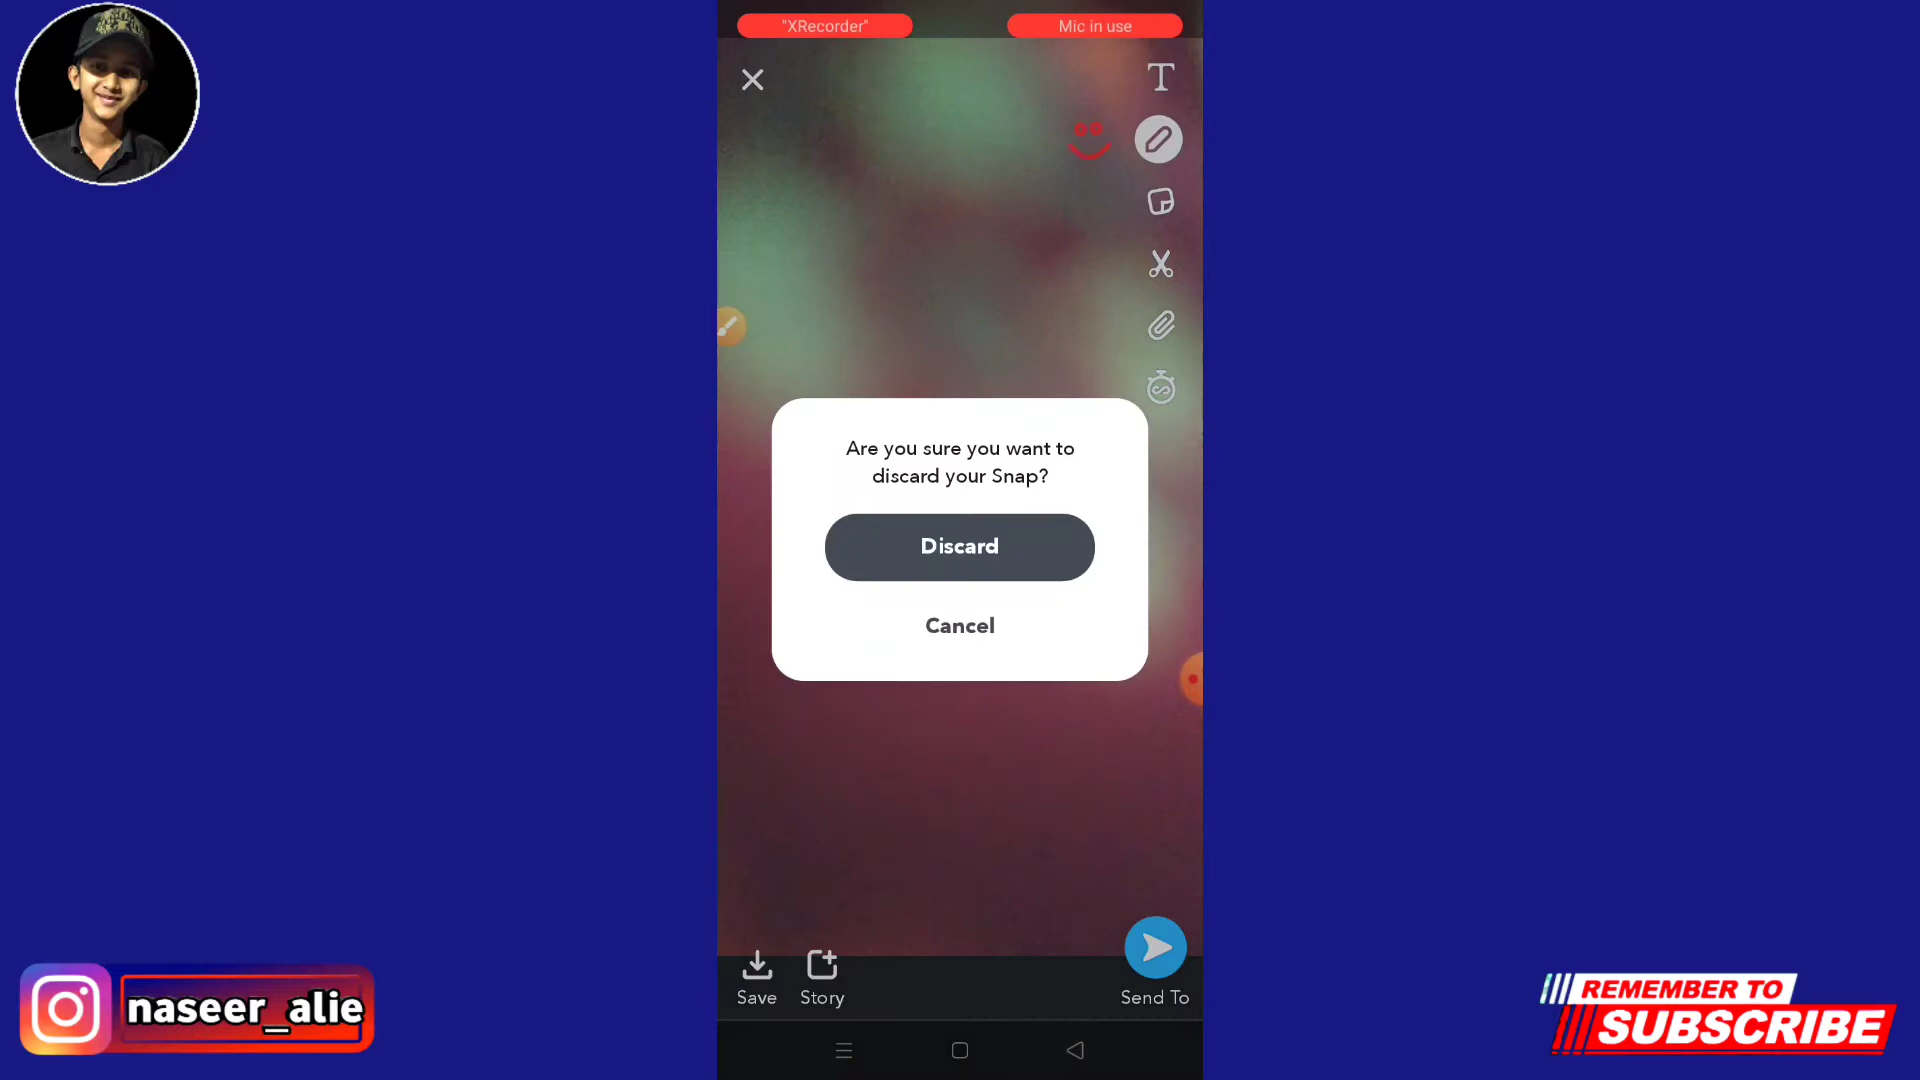 "XRecorder"
Mic in use
T
Are you sure you want to
discard your Snap?
Discard
Cancel
Save
Story
Send To
naseer_alie
REMEMBER TO
SUBSCRIBE